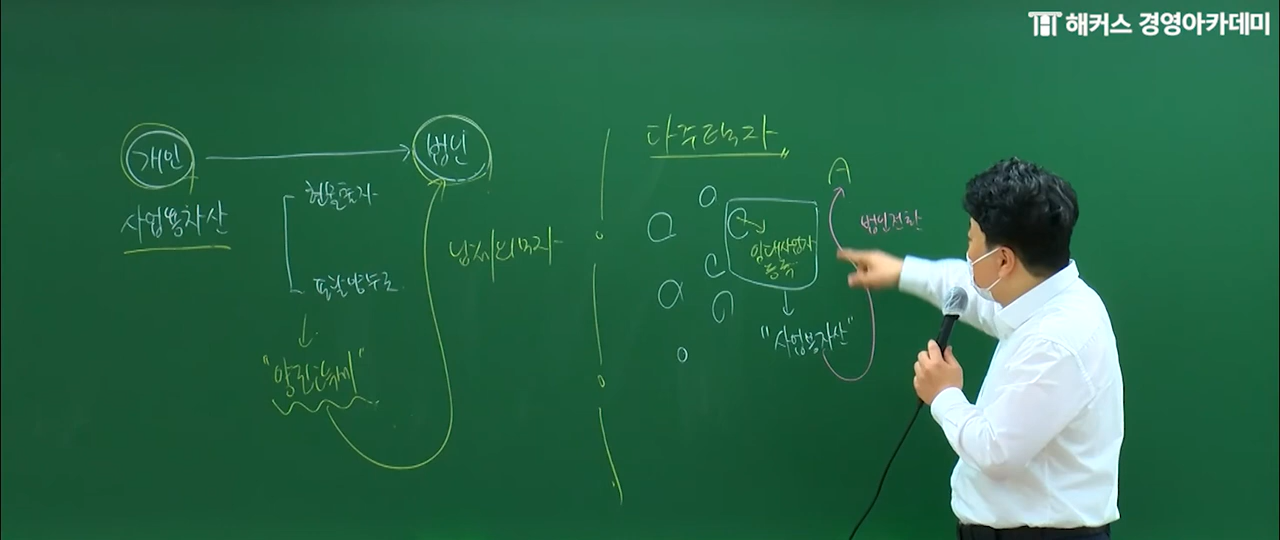 해커스 경영아카데미
개인
법인
사업용자산
현물출자
포괄양수도
"양도소득세"
납세의무자
다주택자
임대사업자
등록
"사업용자산"
A
법인전환